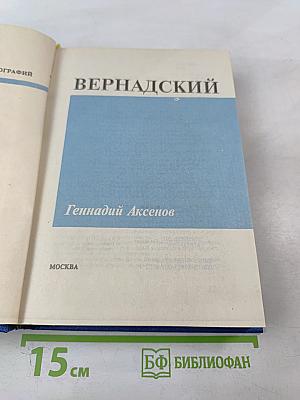 ОГРАФИЙ
ВЕРНАДСКИЙ
Геннадий Аксенов
МОСКВА
15 см
БФ БИБЛИОФАН